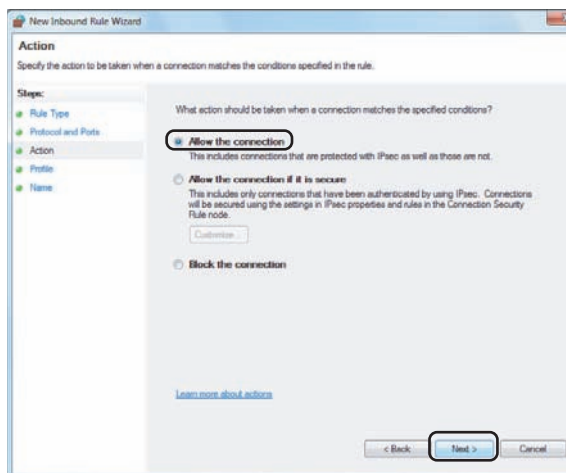 New Inbound Rule Wizard
Action
Specify the action to be taken when a connection matches the conditions specified in the rule.
Steps:
Rule Type
Protocol and Ports
Action
Profile
Name
What action should be taken when a connection matches the specified conditions?
Allow the connection
This includes connections that are protected with IPsec as well as those are not.
Allow the connection if it is secure
This includes only connections that have been authenticated by using IPsec. Connections
will be secured using the settings in IPsec properties and rules in the Connection Security
Rule node.
Customize...
Block the connection
Learn more about actions
< Back
Next >
Cancel